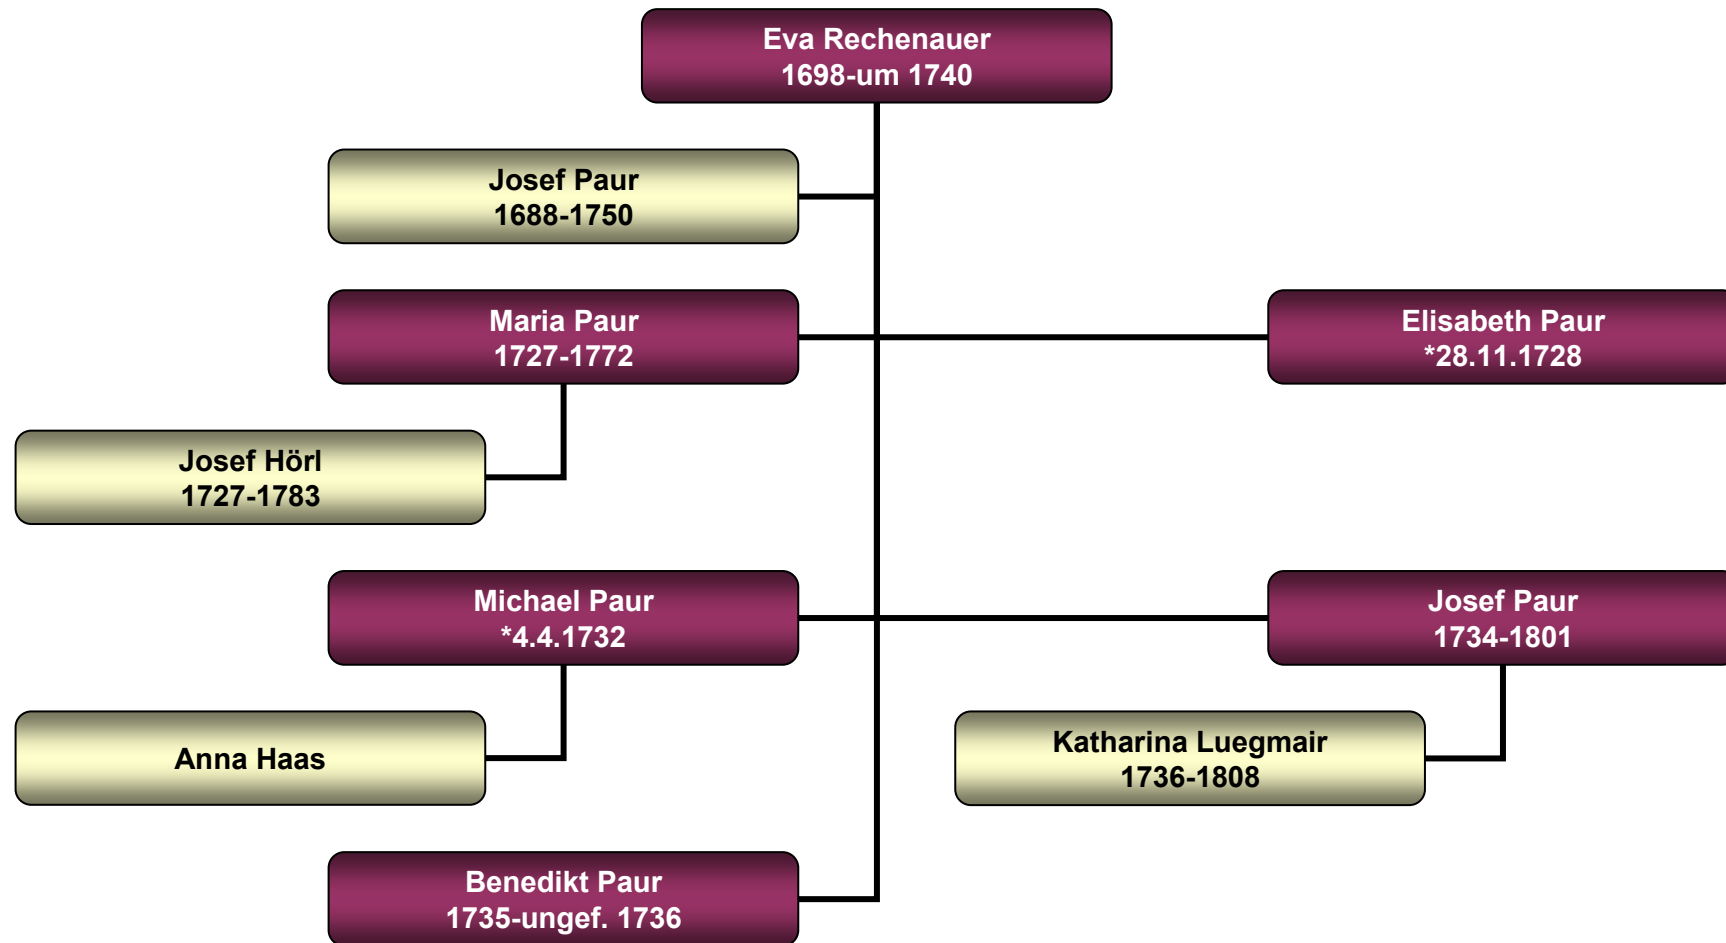 Eva Rechenauer
1698-um 1740
Josef Paur
1688-1750
Maria Paur
1727-1772
Elisabeth Paur
*28.11.1728
Josef Hörl
1727-1783
Michael Paur
*4.4.1732
Josef Paur
1734-1801
Anna Haas
Katharina Luegmair
1736-1808
Benedikt Paur
1735-ungef. 1736